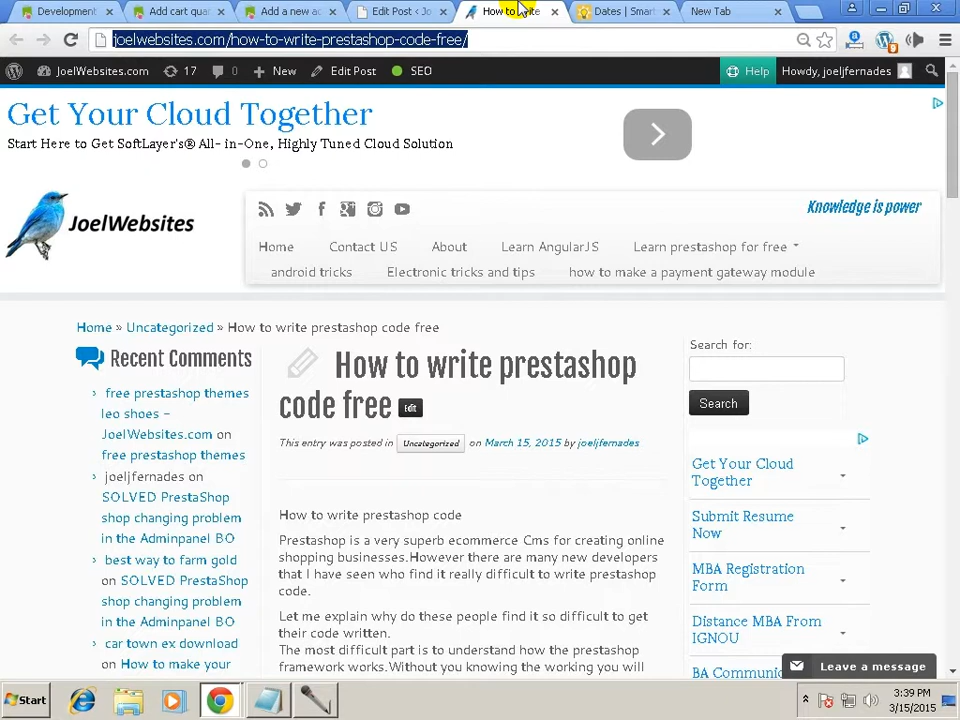 Development
Add cart quan
Add a new ac
Edit Post ‹ Jo
How to write
Dates | Smart
New Tab
joelwebsites.com/how-to-write-prestashop-code-free/
JoelWebsites.com
17
0
New
Edit Post
SEO
Help
Howdy, joeljfernades
Get Your Cloud Together
Start Here to Get SoftLayer's® All- in-One, Highly Tuned Cloud Solution
JoelWebsites
Knowledge is power
Home
Contact US
About
Learn AngularJS
Learn prestashop for free
android tricks
Electronic tricks and tips
how to make a payment gateway module
Home » Uncategorized » How to write prestashop code free
Recent Comments
free prestashop themes
leo shoes -
JoelWebsites.com on
free prestashop themes
joeljfernades on
SOLVED PrestaShop
shop changing problem
in the Adminpanel BO
best way to farm gold
on SOLVED PrestaShop
shop changing problem
in the Adminpanel BO
car town ex download
on How to make your
How to write prestashop
code free Edit
This entry was posted in Uncategorized on March 15, 2015 by joeljfernades
How to write prestashop code
Prestashop is a very superb ecommerce Cms for creating online
shopping businesses.However there are many new developers
that I have seen who find it really difficult to write prestashop
code.
Let me explain why do these people find it so difficult to get
their code written.
The most difficult part is to understand how the prestashop
framework works.Without you knowing the working you will
Search for:
Search
Get Your Cloud
Together
Submit Resume
Now
MBA Registration
Form
Distance MBA From
IGNOU
BA Communic
Leave a message
Start
3:39 PM
3/15/2015